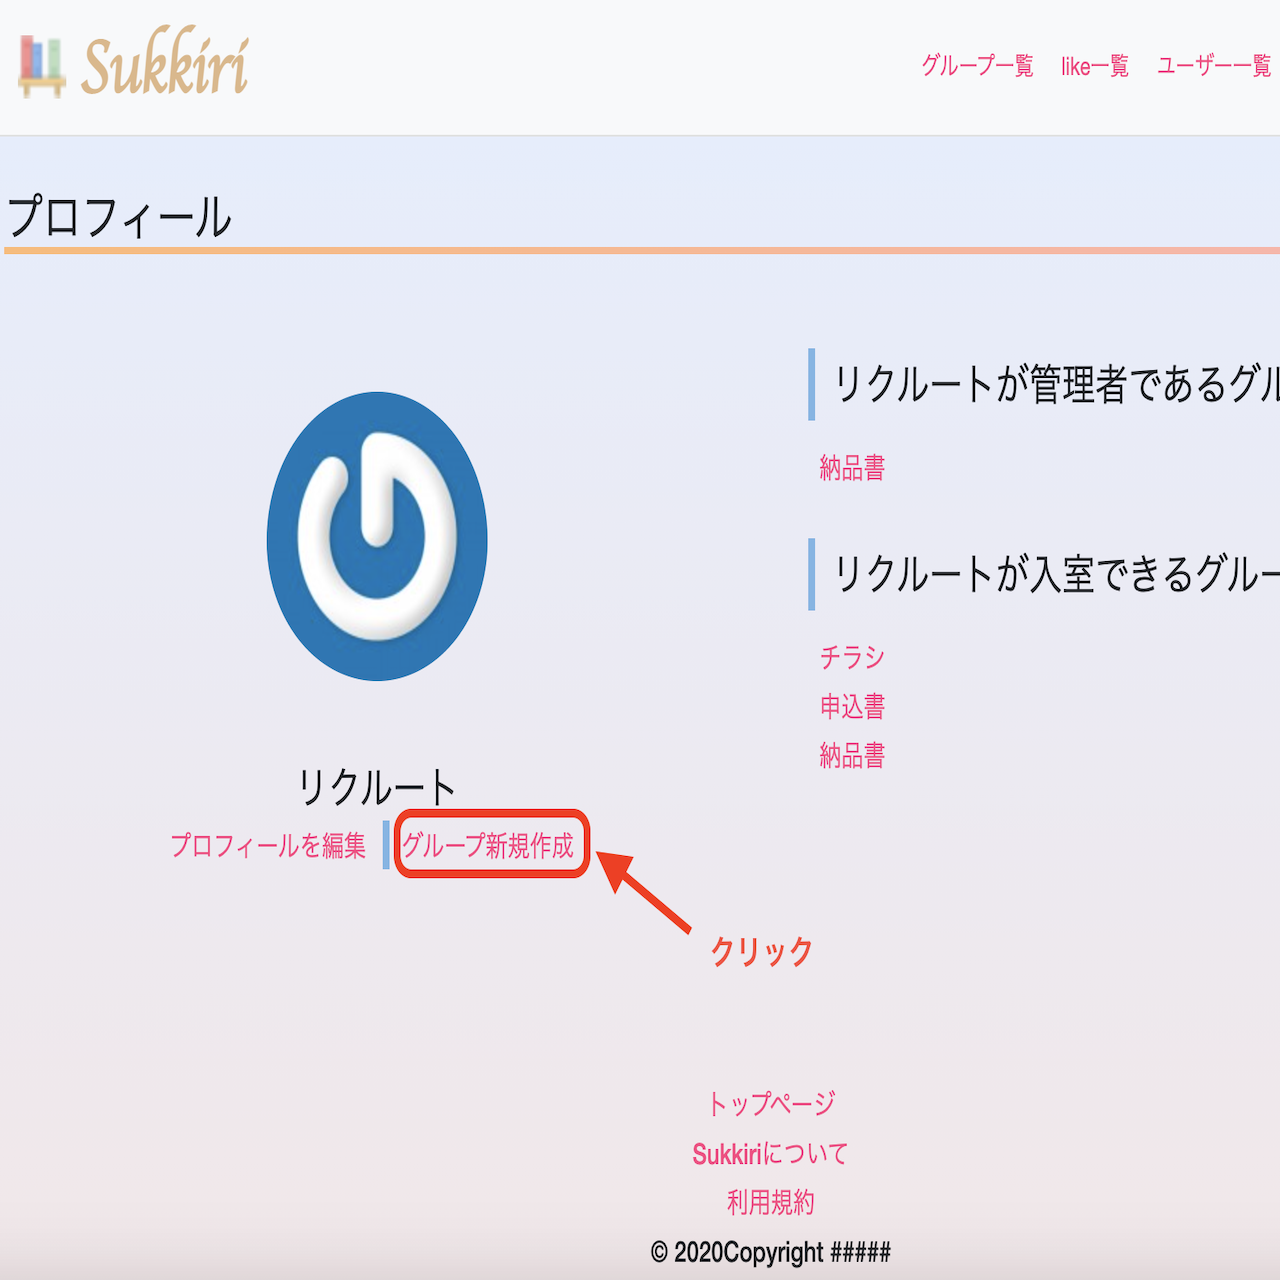 Sukkiri
グループ一覧 like一覧 ユーザー一覧
プロフィール
リクルートが管理者であるグル
納品書
リクルートが入室できるグルー
チラシ
申込書
納品書
リクルート
プロフィールを編集 グループ新規作成
クリック
トップページ
Sukkiriについて
利用規約
© 2020Copyright #####